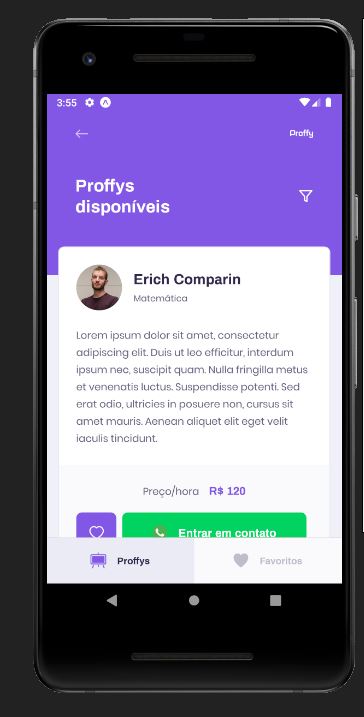 3:55
Proffy
Proffys
disponíveis
Erich Comparin
Matemática
Lorem ipsum dolor sit amet, consectetur
adipiscing elit. Duis ut leo efficitur, interdum
ipsum nec, suscipit quam. Nulla fringilla metus
et venenatis luctus. Suspendisse potenti. Sed
erat odio, ultricies in posuere non, cursus sit
amet mauris. Aenean aliquet elit eget velit
iaculis tincidunt.
Preço/hora R$ 120
Entrar em contato
Proffys Favoritos